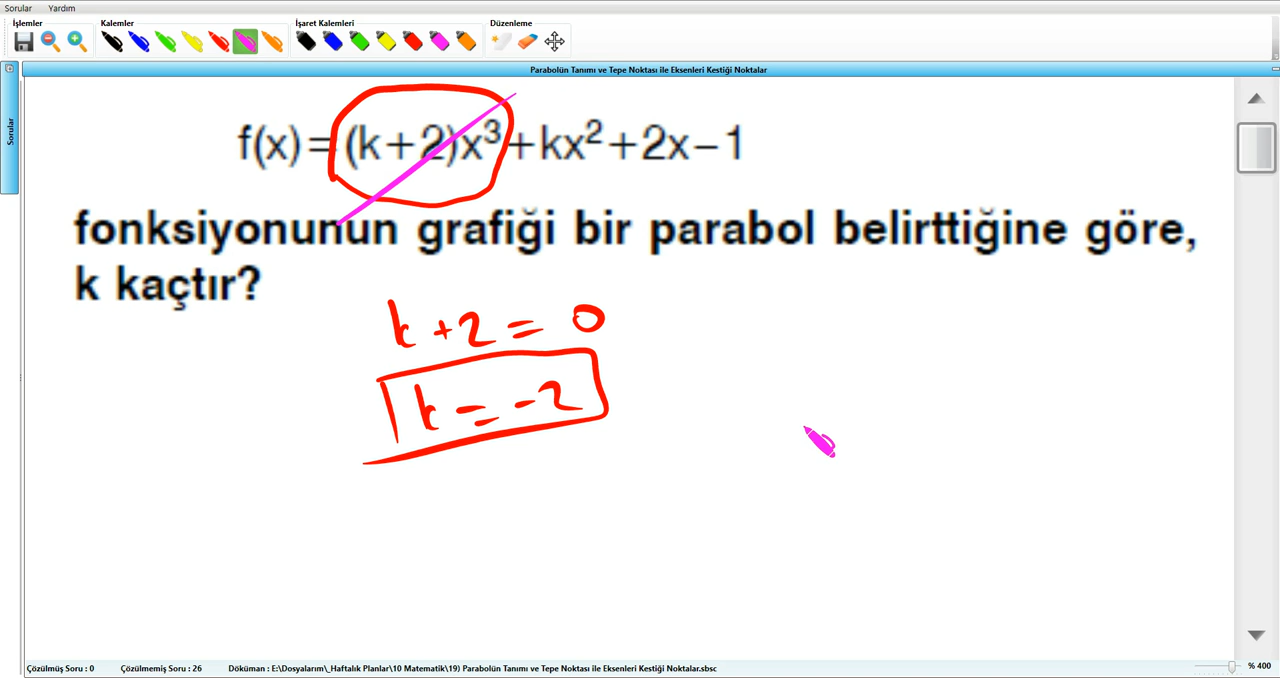 Sorular Yardım
İşlemler Kalemler İşaret Kalemleri Düzenleme
Parabolün Tanımı ve Tepe Noktası ile Eksenleri Kestiği Noktalar
Sorular
f(x)=(k+2)x³+kx²+2x−1
fonksiyonunun grafiği bir parabol belirttiğine göre,
k kaçtır?
k+2=0
k=-2
Çözülmüş Soru : 0 Çözülmemiş Soru : 26 Döküman : E:\Dosyalarım\_Haftalık Planlar\10 Matematik\19) Parabolün Tanımı ve Tepe Noktası ile Eksenleri Kestiği Noktalar.sbsc % 400